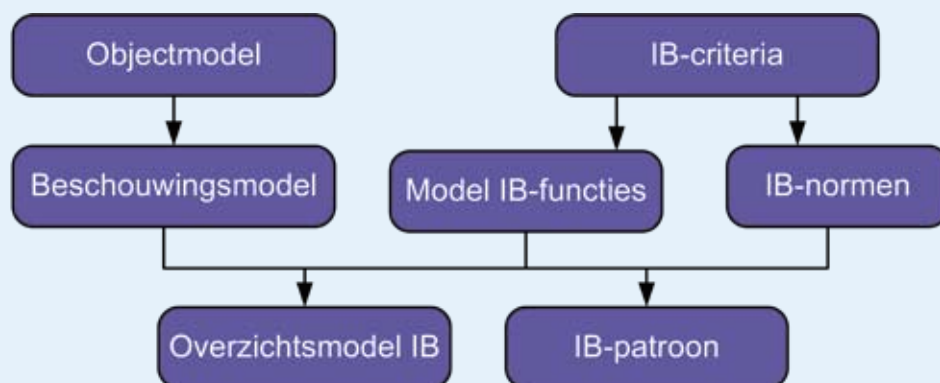 Objectmodel
IB-criteria
Beschouwingsmodel
Model IB-functies
IB-normen
Overzichtsmodel IB
IB-patroon